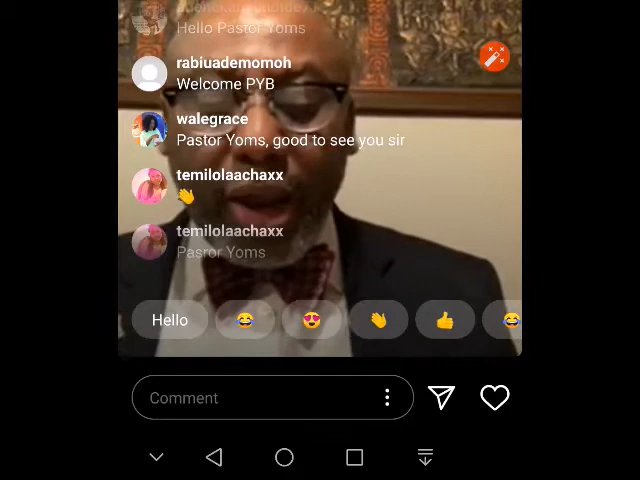 Hello Pastor Yoms
rabiuademomoh
Welcome PYB
walegrace
Pastor Yoms, good to see you sir
temilolaachaxx
👋
temilolaachaxx
Pasror Yoms
Hello 😂 😍 👋 👍 😂
Comment